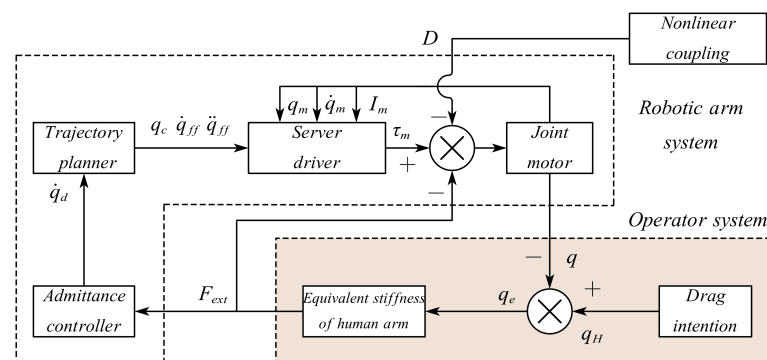 D
Nonlinear
coupling
Robotic arm
system
q_m q̇_m I_m
−
Trajectory
planner
q_c q̇_ff q̈_ff
Server
driver
τ_m
+
−
Joint
motor
q̇_d
Operator system
−
q
Admittance
controller
F_ext
Equivalent stiffness
of human arm
q_e
+
q_H
Drag
intention